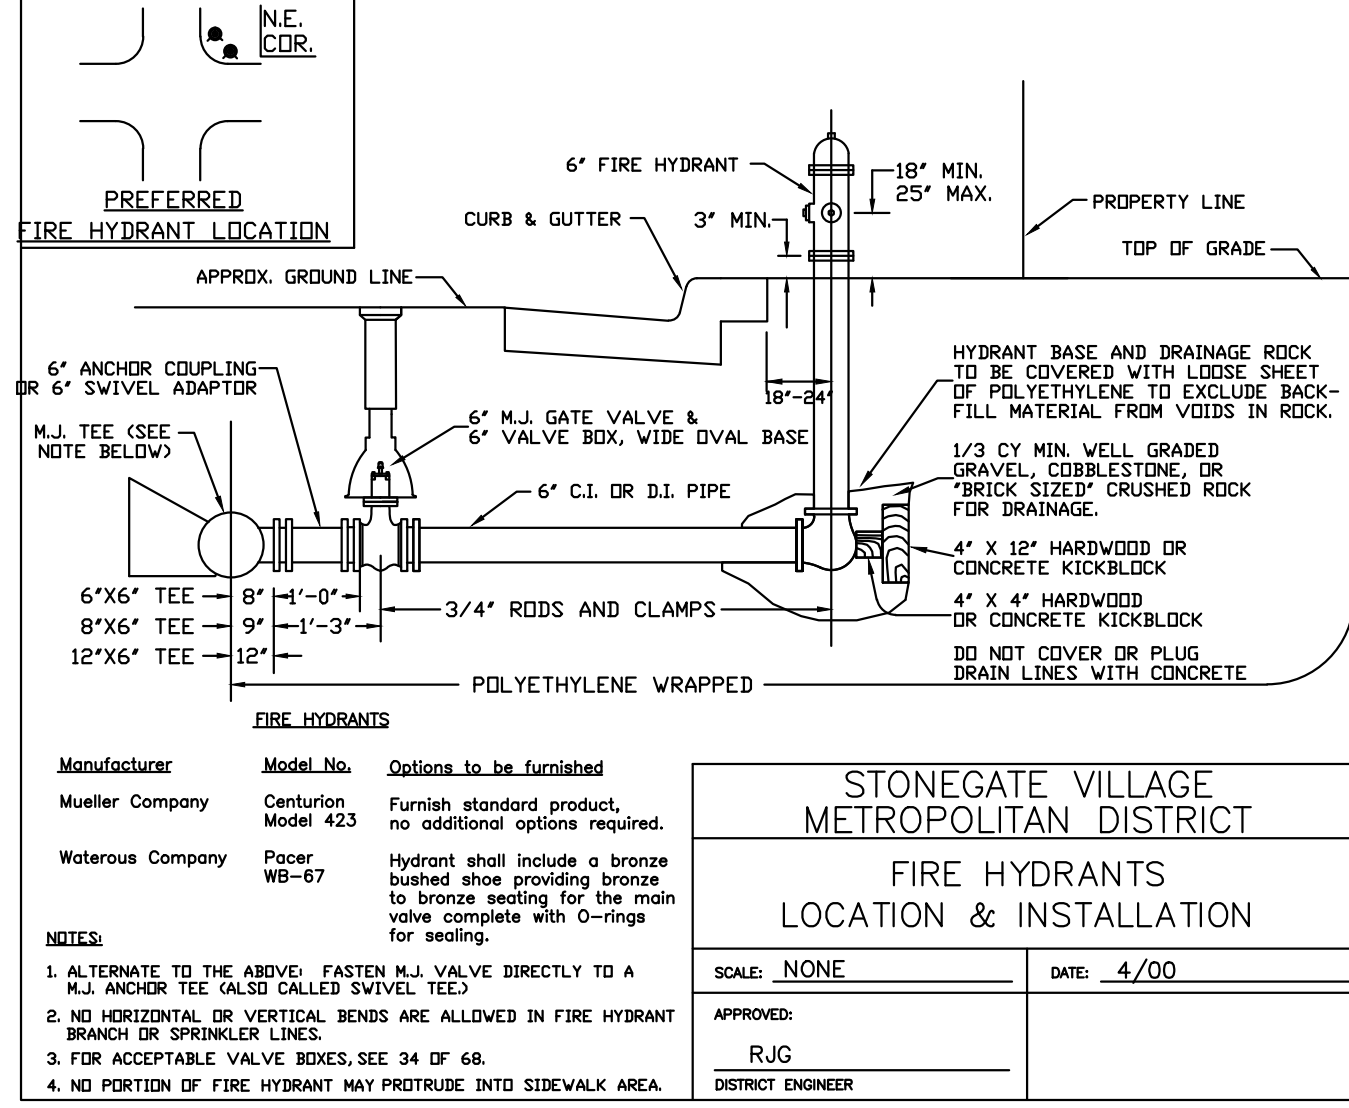 N.E.
COR.
PREFERRED
FIRE HYDRANT LOCATION
6" FIRE HYDRANT
18" MIN.
25" MAX.
CURB & GUTTER
3" MIN.
PROPERTY LINE
TOP OF GRADE
APPROX. GROUND LINE
6" ANCHOR COUPLING
OR 6" SWIVEL ADAPTOR
18"-24"
HYDRANT BASE AND DRAINAGE ROCK
TO BE COVERED WITH LOOSE SHEET
OF POLYETHYLENE TO EXCLUDE BACK-
FILL MATERIAL FROM VOIDS IN ROCK.
M.J. TEE (SEE
NOTE BELOW)
6" M.J. GATE VALVE &
6" VALVE BOX, WIDE OVAL BASE
1/3 CY MIN. WELL GRADED
GRAVEL, COBBLESTONE, OR
"BRICK SIZED" CRUSHED ROCK
FOR DRAINAGE.
6" C.I. OR D.I. PIPE
4" X 12" HARDWOOD OR
CONCRETE KICKBLOCK
6"X6" TEE 8" 1'-0"
3/4" RODS AND CLAMPS
4" X 4" HARDWOOD
OR CONCRETE KICKBLOCK
8"X6" TEE 9" 1'-3"
12"X6" TEE 12"
DO NOT COVER OR PLUG
DRAIN LINES WITH CONCRETE
POLYETHYLENE WRAPPED
FIRE HYDRANTS
Manufacturer Model No. Options to be furnished
Mueller Company Centurion Furnish standard product,
Model 423 no additional options required.
Waterous Company Pacer Hydrant shall include a bronze
WB-67 bushed shoe providing bronze
to bronze seating for the main
valve complete with O-rings
for sealing.
NOTES:
1. ALTERNATE TO THE ABOVE: FASTEN M.J. VALVE DIRECTLY TO A
M.J. ANCHOR TEE (ALSO CALLED SWIVEL TEE.)
2. NO HORIZONTAL OR VERTICAL BENDS ARE ALLOWED IN FIRE HYDRANT
BRANCH OR SPRINKLER LINES.
3. FOR ACCEPTABLE VALVE BOXES, SEE 34 OF 68.
4. NO PORTION OF FIRE HYDRANT MAY PROTRUDE INTO SIDEWALK AREA.
STONEGATE VILLAGE
METROPOLITAN DISTRICT
FIRE HYDRANTS
LOCATION & INSTALLATION
SCALE: NONE
DATE: 4/00
APPROVED:
RJG
DISTRICT ENGINEER